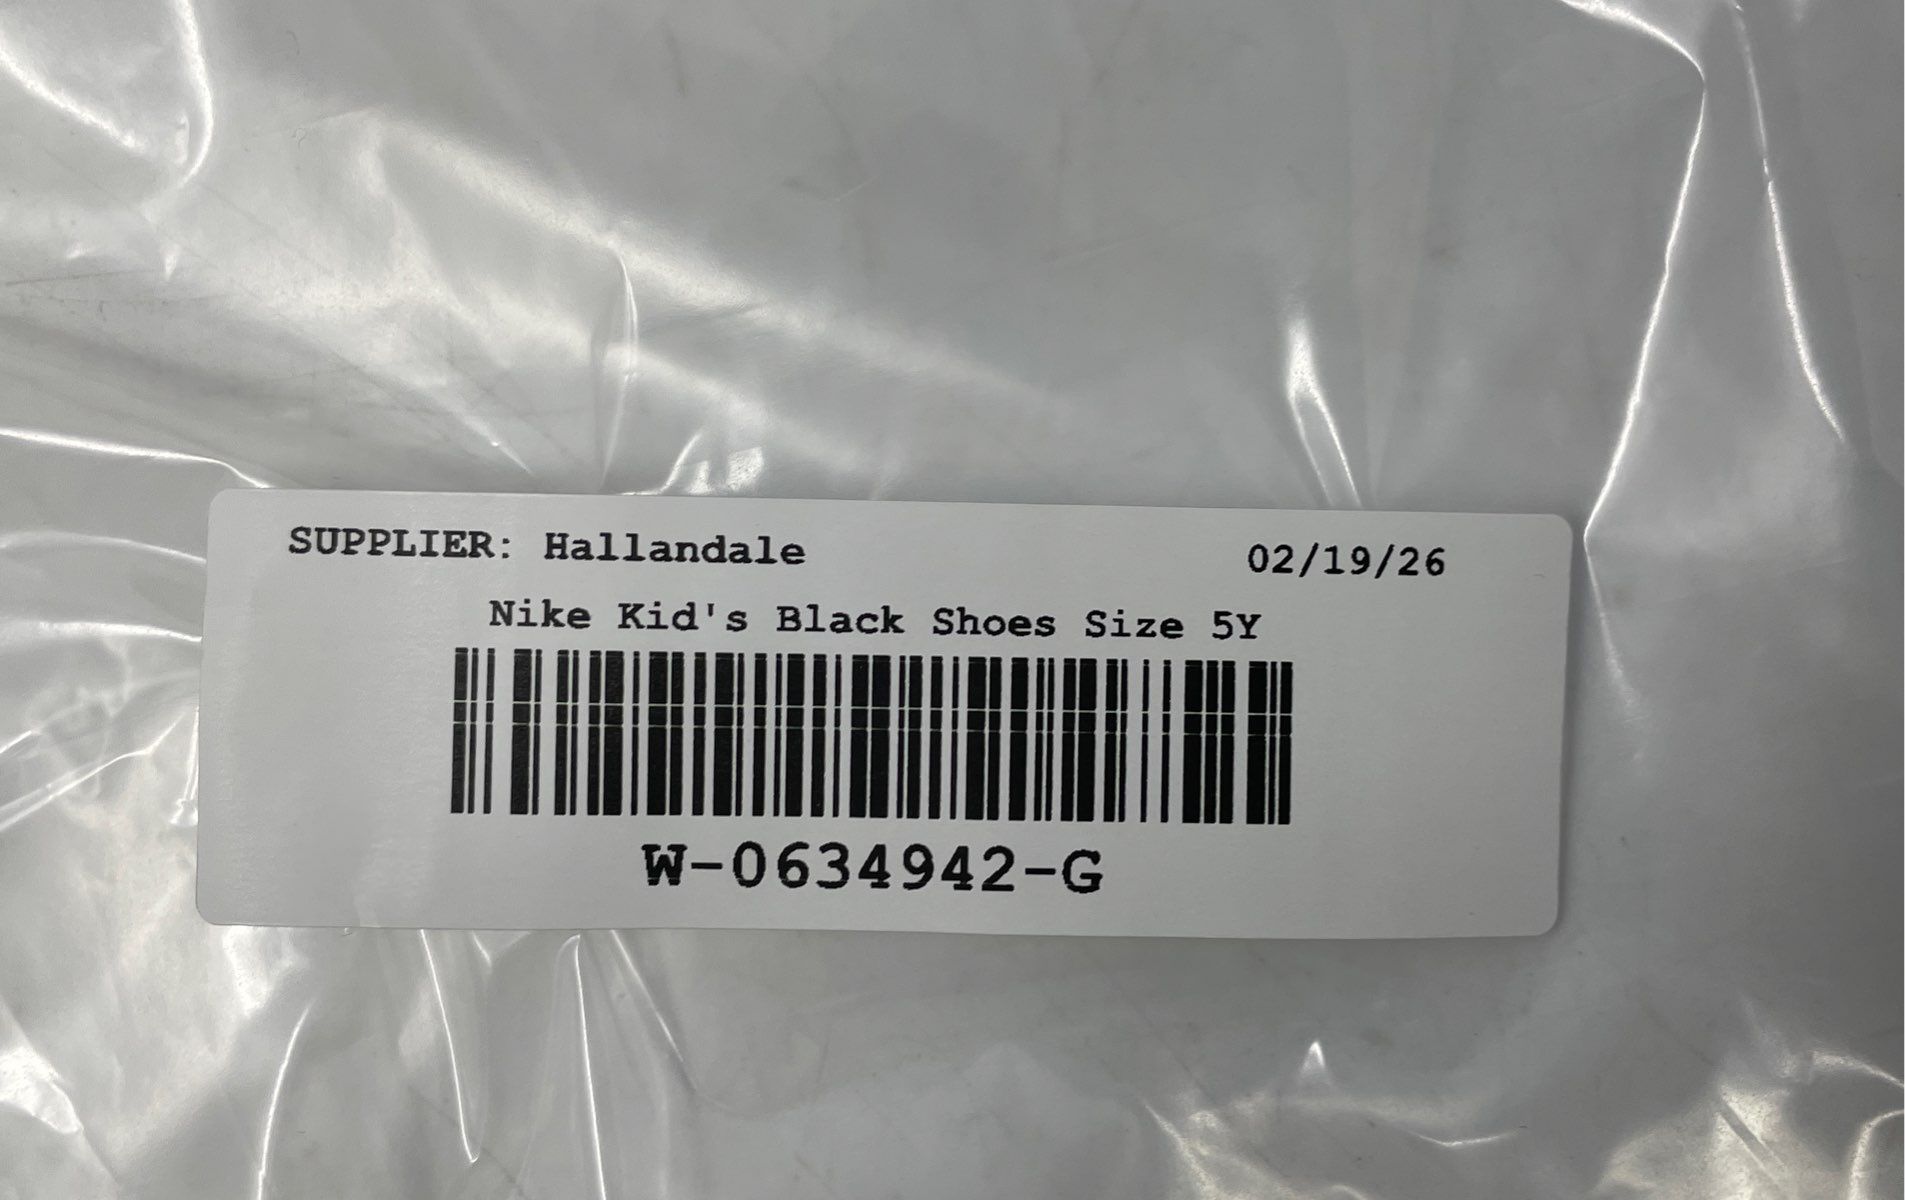 SUPPLIER: Hallandale 02/19/26
Nike Kid's Black Shoes Size 5Y
W-0634942-G